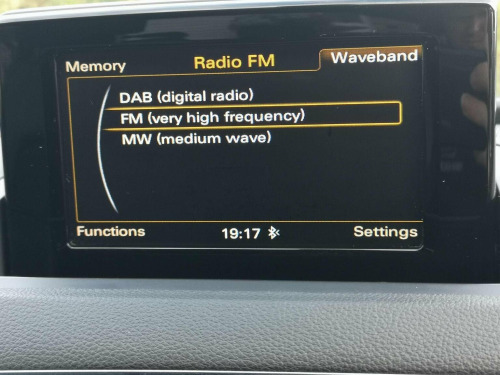 Memory Radio FM Waveband
DAB (digital radio)
FM (very high frequency)
MW (medium wave)
Functions 19:17 Settings